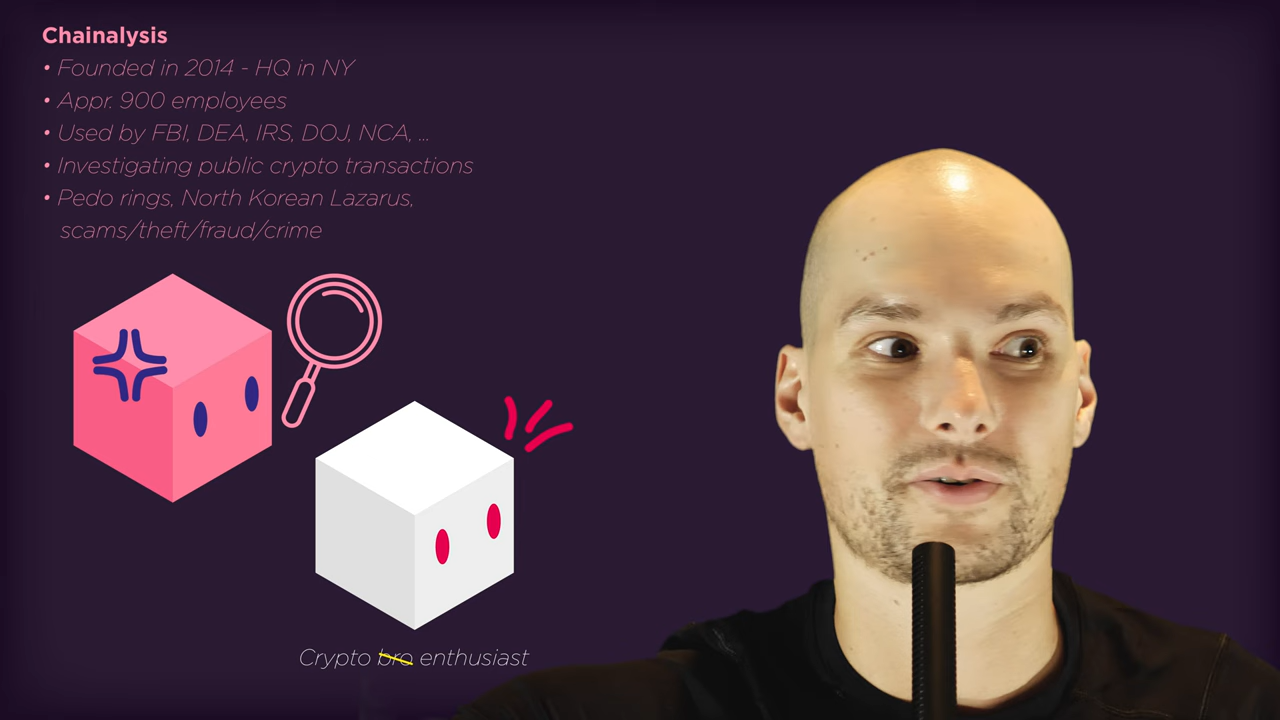 Chainalysis
• Founded in 2014 - HQ in NY
• Appr. 900 employees
• Used by FBI, DEA, IRS, DOJ, NCA, ...
• Investigating public crypto transactions
• Pedo rings, North Korean Lazarus,
scams/theft/fraud/crime
Crypto bro enthusiast